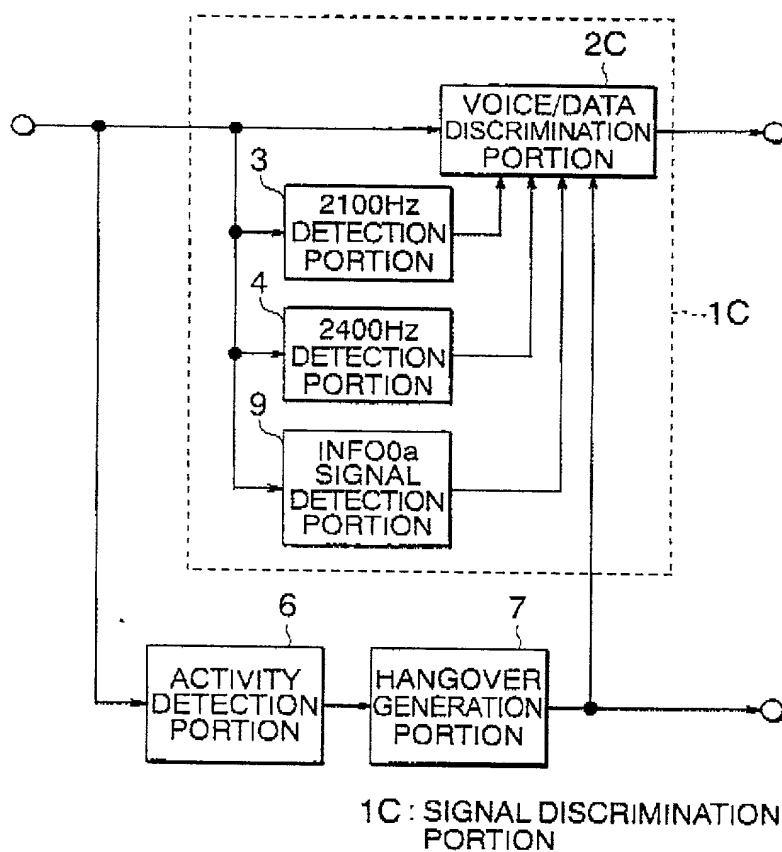 2C
VOICE/DATA
DISCRIMINATION
PORTION
3
2100Hz
DETECTION
PORTION
4
2400Hz
DETECTION
PORTION
1C
9
INFO0a
SIGNAL
DETECTION
PORTION
6
ACTIVITY
DETECTION
PORTION
7
HANGOVER
GENERATION
PORTION
1C : SIGNAL DISCRIMINATION
PORTION